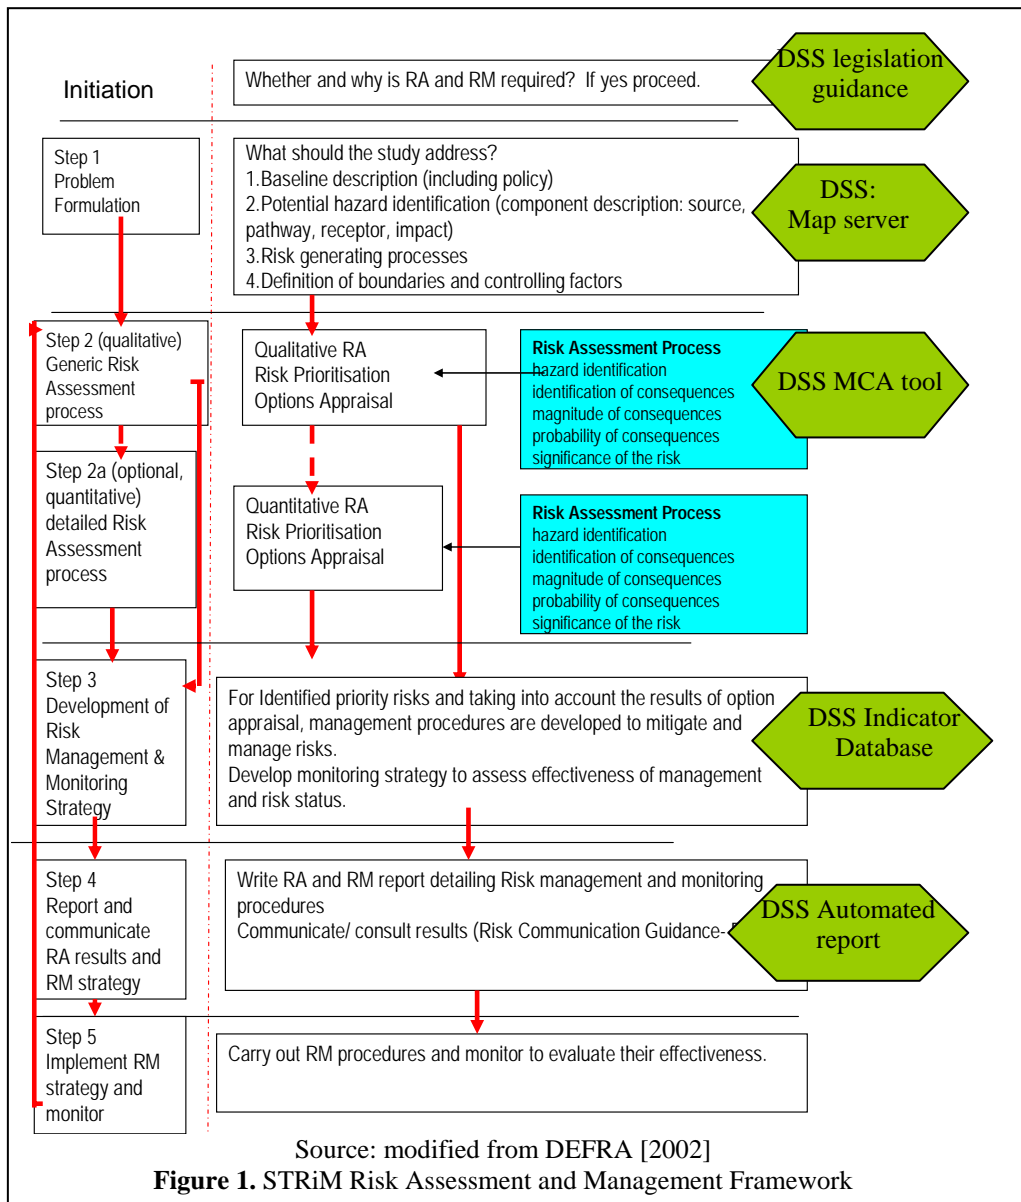 Initiation
Whether and why is RA and RM required? If yes proceed.
DSS legislation
guidance
Step 1
Problem
Formulation
What should the study address?
1.Baseline description (including policy)
2.Potential hazard identification (component description: source,
pathway, receptor, impact)
3.Risk generating processes
4.Definition of boundaries and controlling factors
DSS:
Map server
Step 2 (qualitative)
Generic Risk
Assessment
process
Qualitative RA
Risk Prioritisation
Options Appraisal
Risk Assessment Process
hazard identification
identification of consequences
magnitude of consequences
probability of consequences
significance of the risk
DSS MCA tool
Step 2a (optional,
quantitative)
detailed Risk
Assessment
process
Quantitative RA
Risk Prioritisation
Options Appraisal
Risk Assessment Process
hazard identification
identification of consequences
magnitude of consequences
probability of consequences
significance of the risk
Step 3
Development of
Risk
Management &
Monitoring
Strategy
For Identified priority risks and taking into account the results of option
appraisal, management procedures are developed to mitigate and
manage risks.
Develop monitoring strategy to assess effectiveness of management
and risk status.
DSS Indicator
Database
Step 4
Report and
communicate
RA results and
RM strategy
Write RA and RM report detailing Risk management and monitoring
procedures
Communicate/ consult results (Risk Communication Guidance-
DSS Automated
report
Step 5
Implement RM
strategy and
monitor
Carry out RM procedures and monitor to evaluate their effectiveness.
Source: modified from DEFRA [2002]
Figure 1. STRiM Risk Assessment and Management Framework